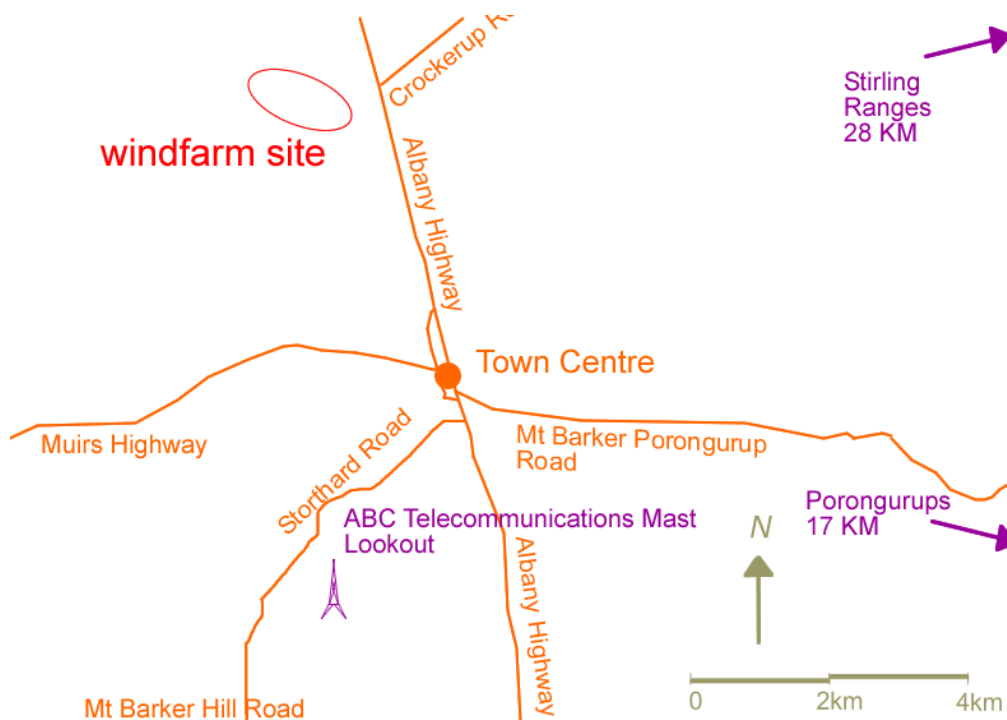 Crockerup Ro
Stirling
Ranges
28 KM
windfarm site
Albany Highway
Town Centre
Muirs Highway
Storthard Road
Mt Barker Porongurup
Road
Porongurups
17 KM
ABC Telecommunications Mast
Lookout
N
Albany Highway
Mt Barker Hill Road
0 2km 4km